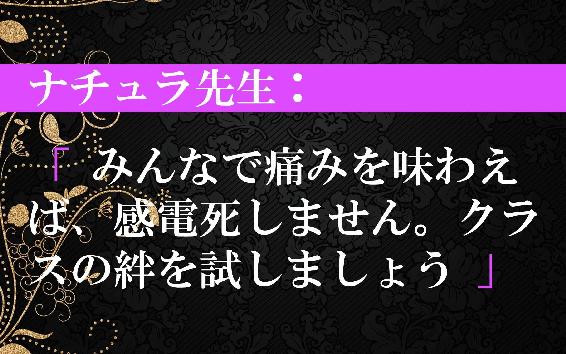 ナチュラ先生：
「 みんなで痛みを味わえ
ば、感電死しません。クラ
スの絆を試しましょう 」